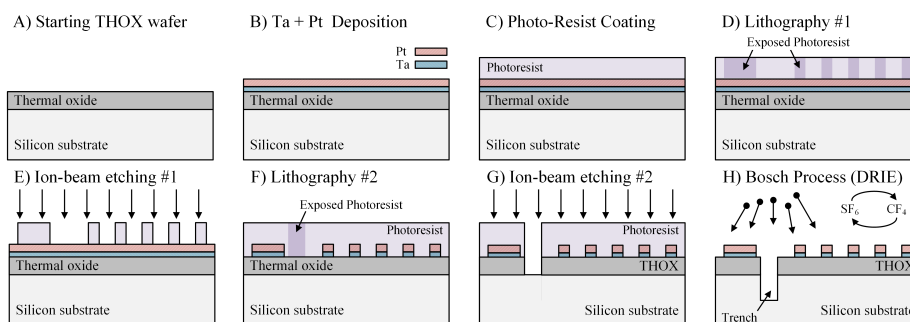 A) Starting THOX wafer
Thermal oxide
Silicon substrate
B) Ta + Pt Deposition
Pt
Ta
Thermal oxide
Silicon substrate
C) Photo-Resist Coating
Photoresist
Thermal oxide
Silicon substrate
D) Lithography #1
Exposed Photoresist
Thermal oxide
Silicon substrate
E) Ion-beam etching #1
Thermal oxide
Silicon substrate
F) Lithography #2
Exposed Photoresist
Photoresist
Thermal oxide
Silicon substrate
G) Ion-beam etching #2
Photoresist
THOX
Silicon substrate
H) Bosch Process (DRIE)
SF6 CF4
THOX
Silicon substrate
Trench